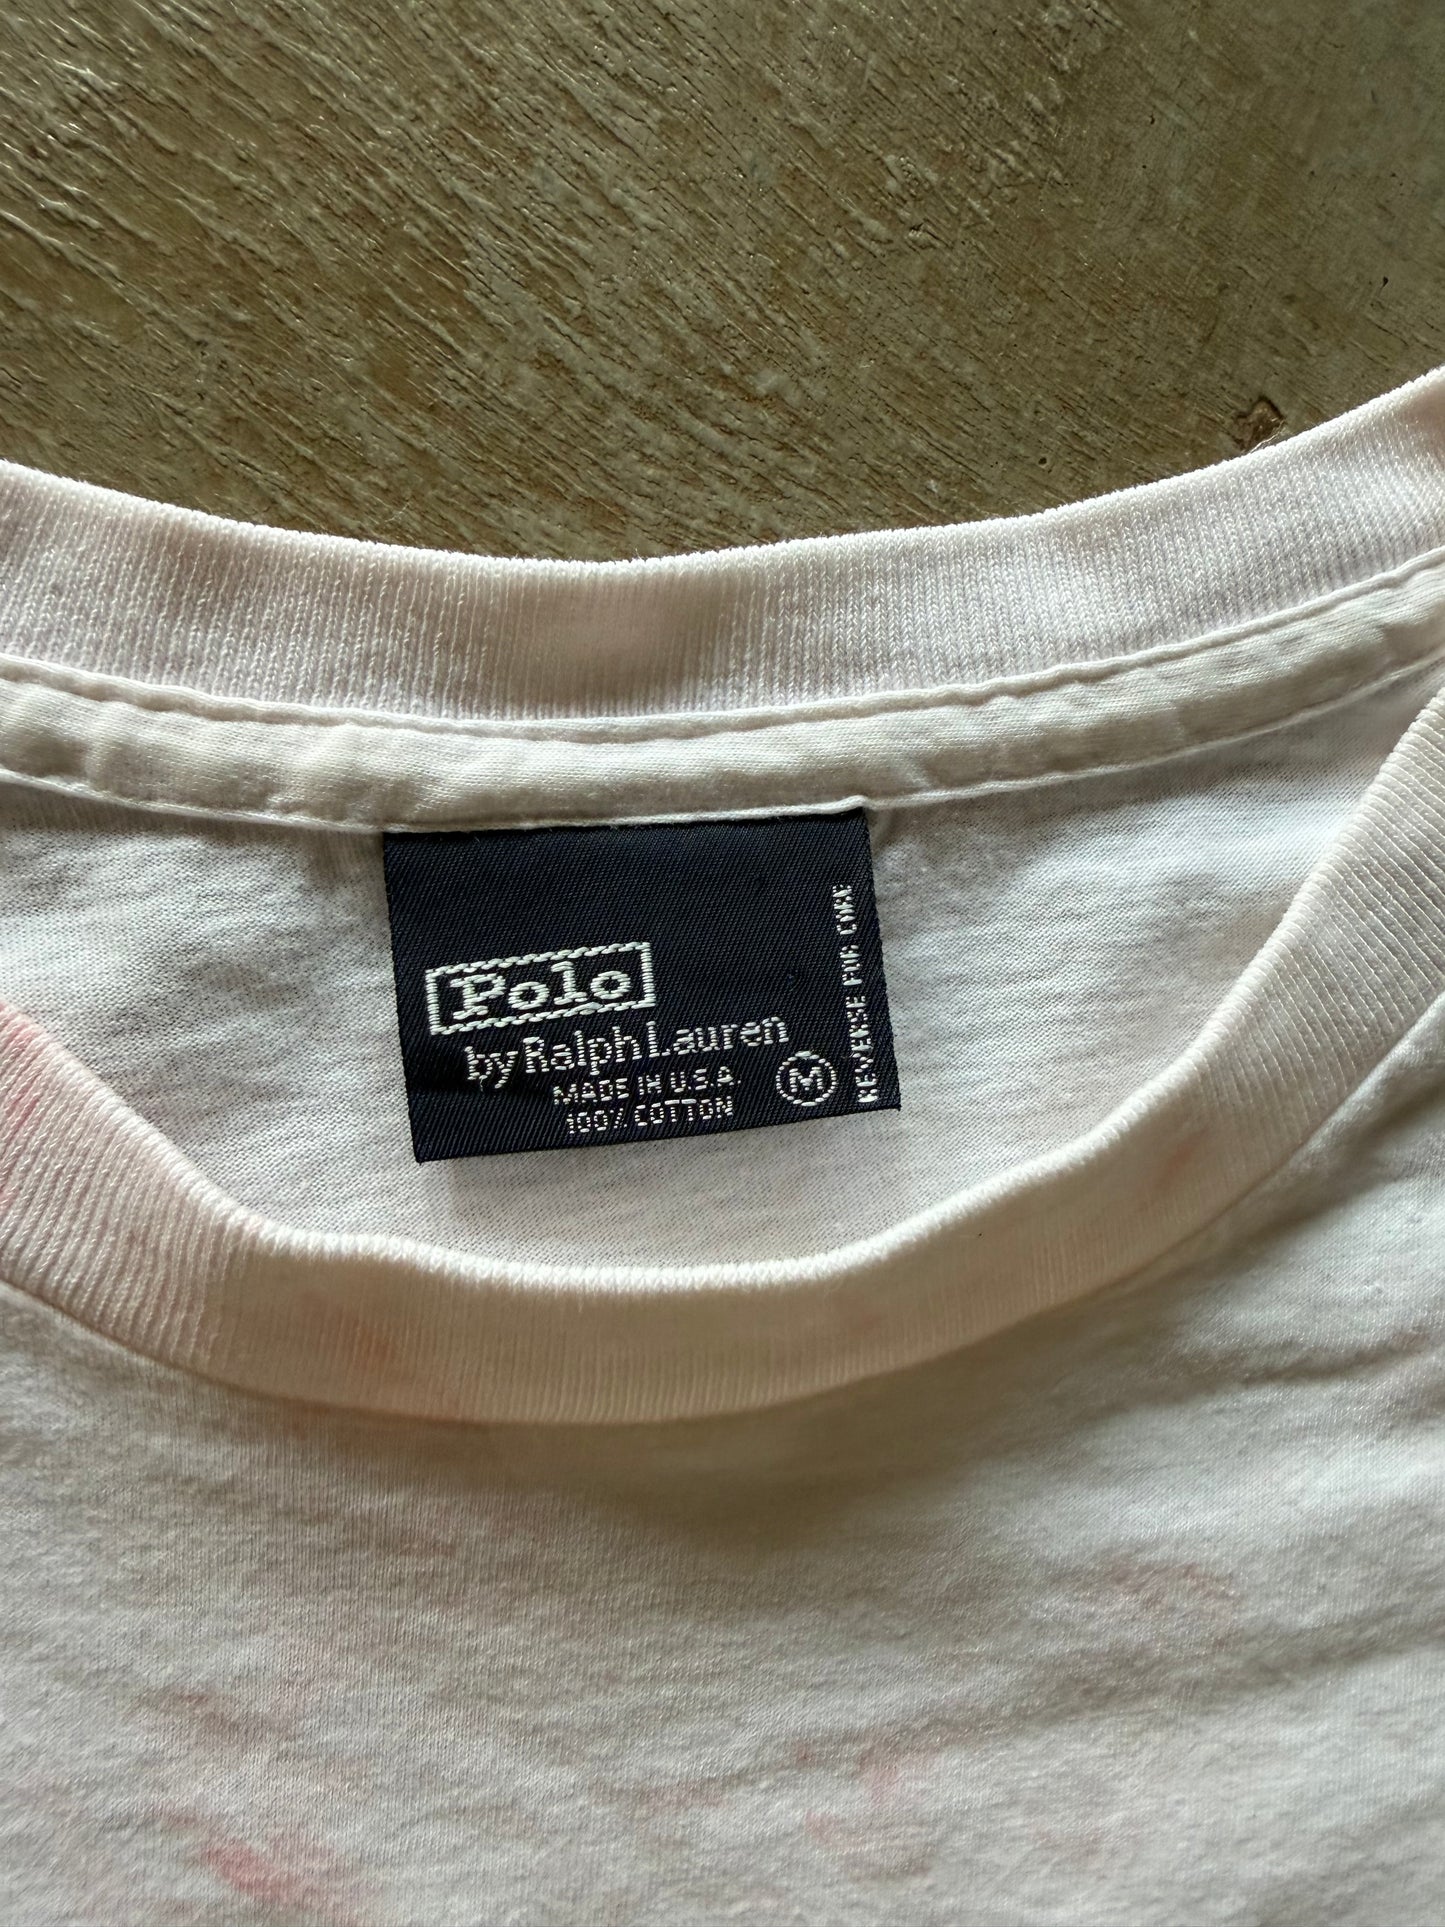 Polo
by Ralph Lauren
MADE IN U.S.A.
100% COTTON
M
REVERSE FOR CARE